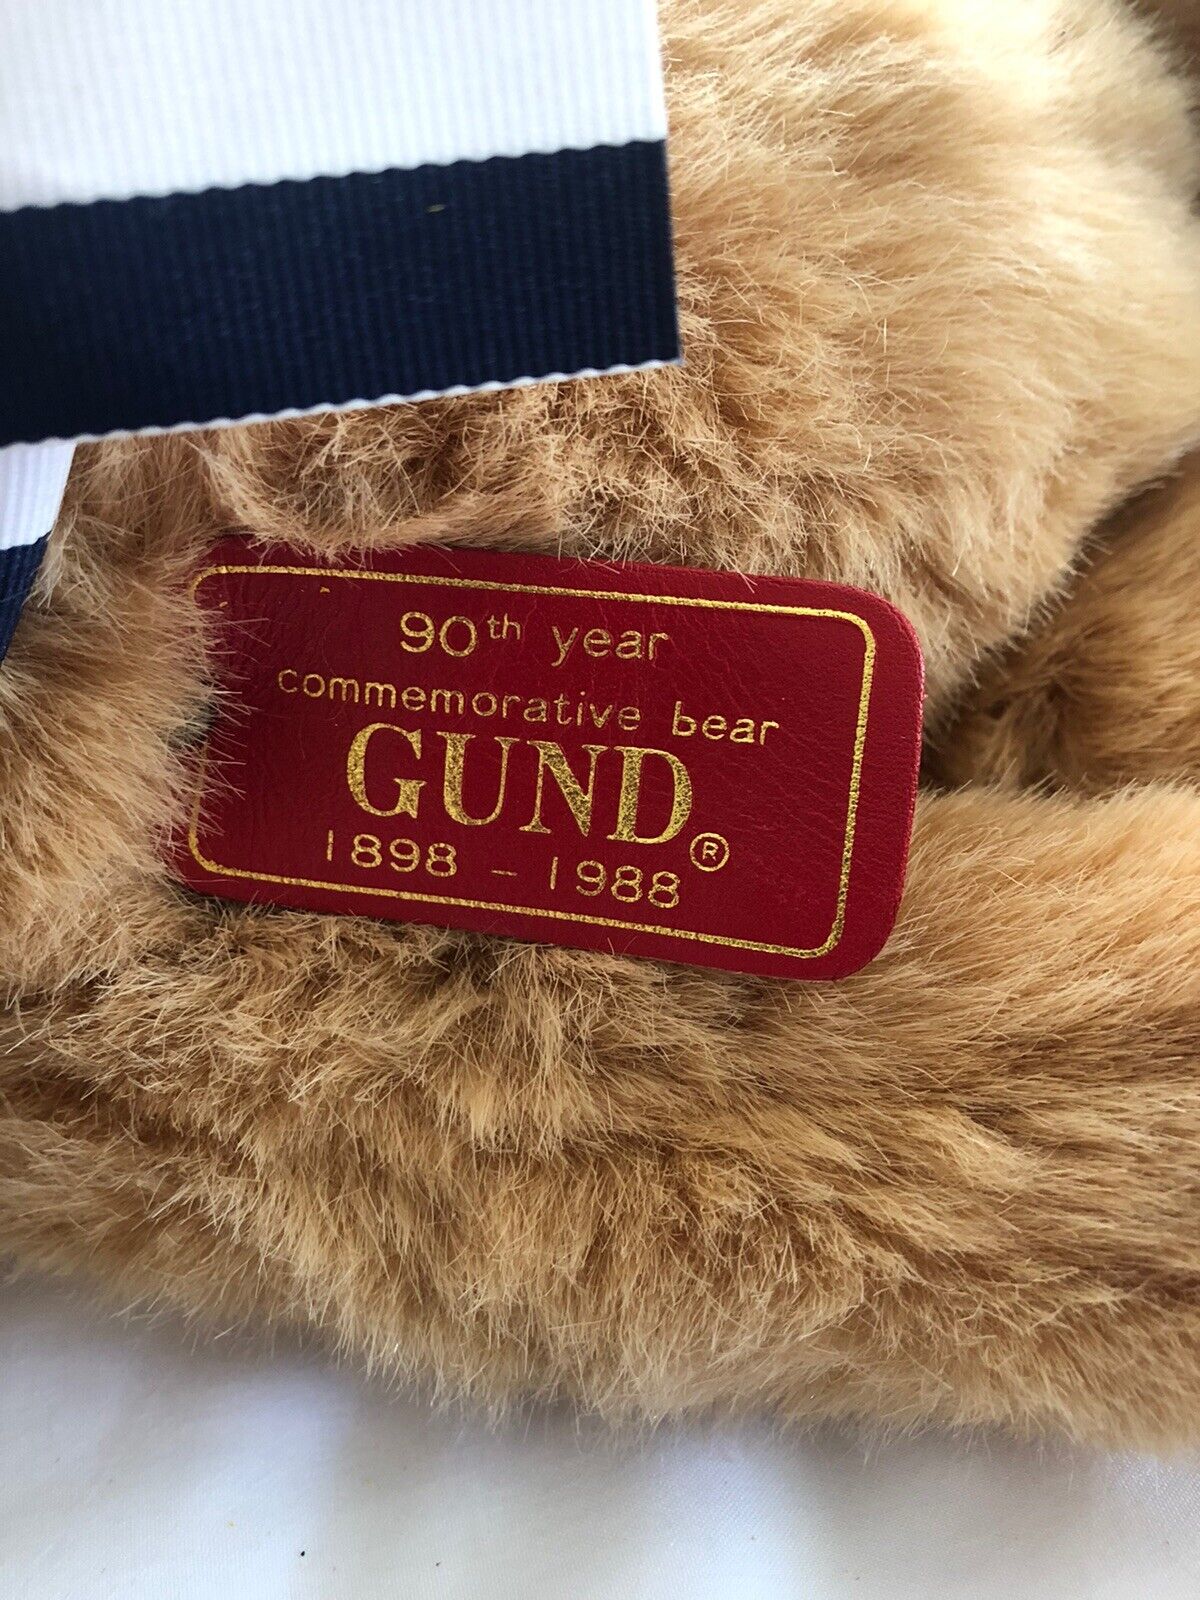 90th year
commemorative bear
GUND®
1898 - 1988